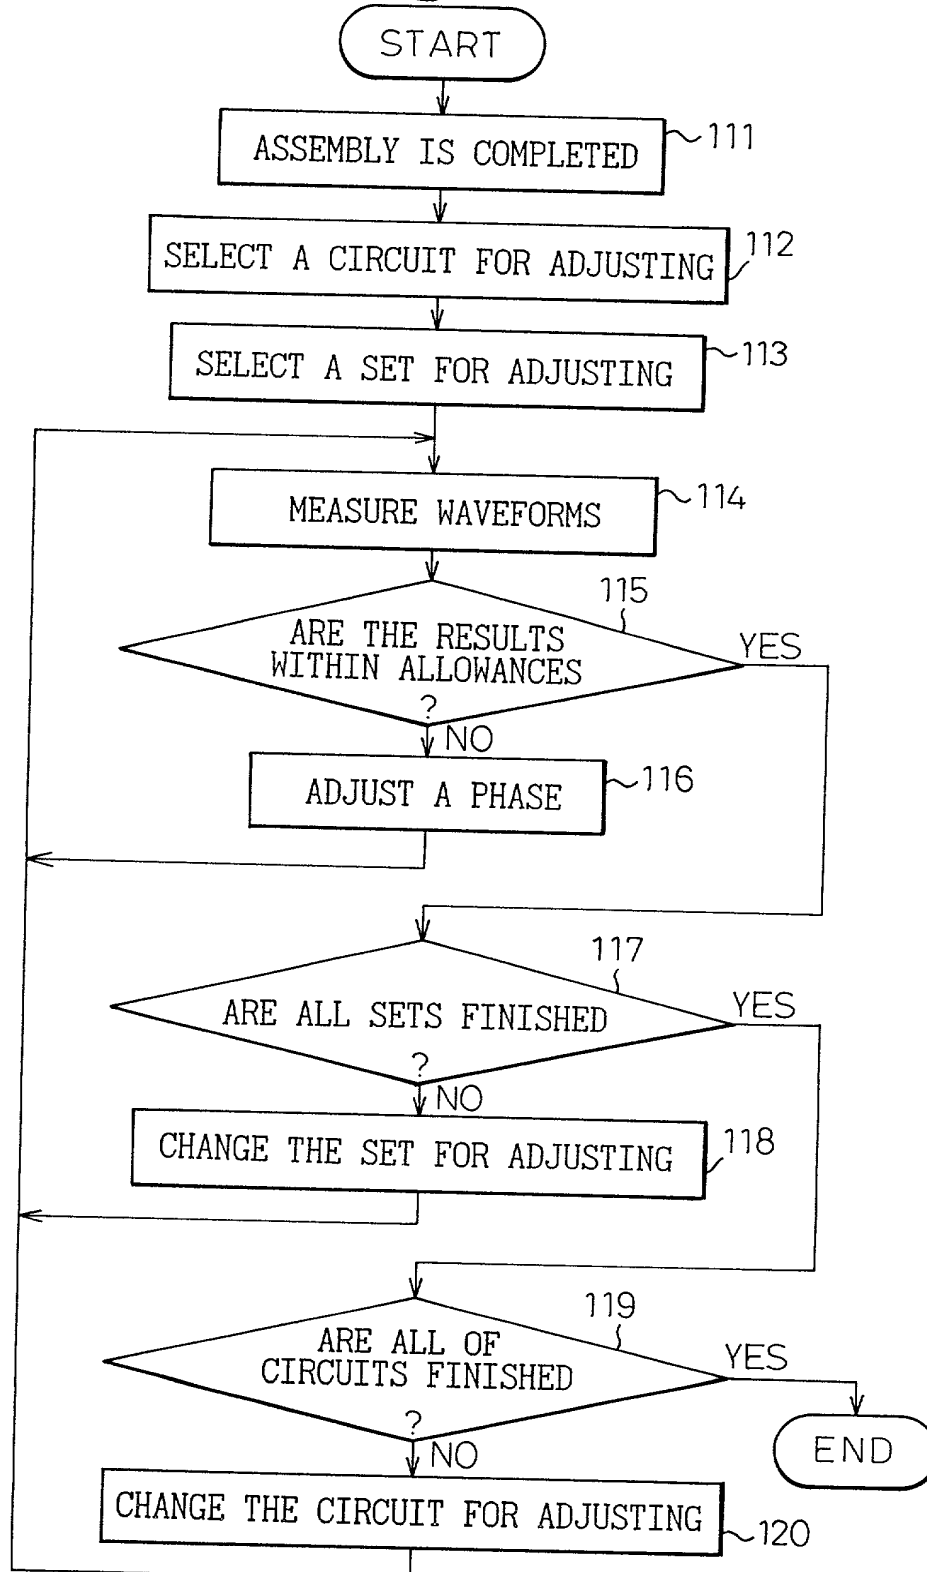 START
ASSEMBLY IS COMPLETED
111
SELECT A CIRCUIT FOR ADJUSTING
112
SELECT A SET FOR ADJUSTING
113
MEASURE WAVEFORMS
114
115
ARE THE RESULTS
WITHIN ALLOWANCES
?
YES
NO
ADJUST A PHASE
116
117
ARE ALL SETS FINISHED
?
YES
NO
CHANGE THE SET FOR ADJUSTING
118
119
ARE ALL OF
CIRCUITS FINISHED
?
YES
END
NO
CHANGE THE CIRCUIT FOR ADJUSTING
120